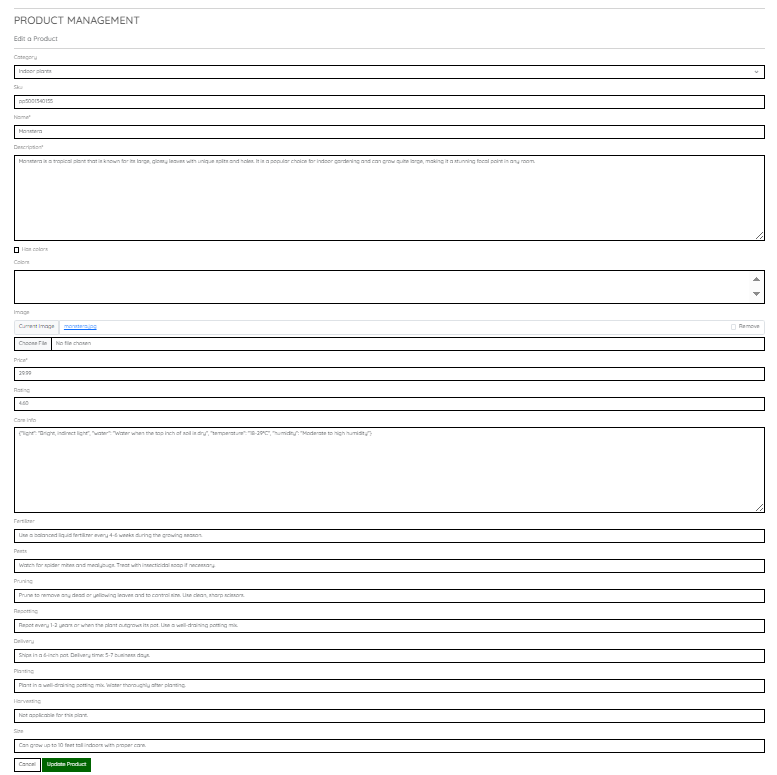 PRODUCT MANAGEMENT
Edit a Product
Category
Indoor plants
Sku
pp5001340155
Name*
Monstera
Description*
Monstera is a tropical plant that is known for its large, glossy leaves with unique splits and holes. It is a popular choice for indoor gardening and can grow quite large, making it a stunning focal point in any room.
Has colors
Colors
Image
Current Image monstera.jpg Remove
Choose File No file chosen
Price*
29.99
Rating
4.60
Care info
{"light": "Bright, indirect light", "water": "Water when the top inch of soil is dry", "temperature": "18-29°C", "humidity": "Moderate to high humidity"}
Fertilizer
Use a balanced liquid fertilizer every 4-6 weeks during the growing season.
Pests
Watch for spider mites and mealybugs. Treat with insecticidal soap if necessary.
Pruning
Prune to remove any dead or yellowing leaves and to control size. Use clean, sharp scissors.
Repotting
Repot every 1-2 years or when the plant outgrows its pot. Use a well-draining potting mix.
Delivery
Ships in a 6-inch pot. Delivery time: 5-7 business days.
Planting
Plant in a well-draining potting mix. Water thoroughly after planting.
Harvesting
Not applicable for this plant.
Size
Can grow up to 10 feet tall indoors with proper care.
Cancel Update Product